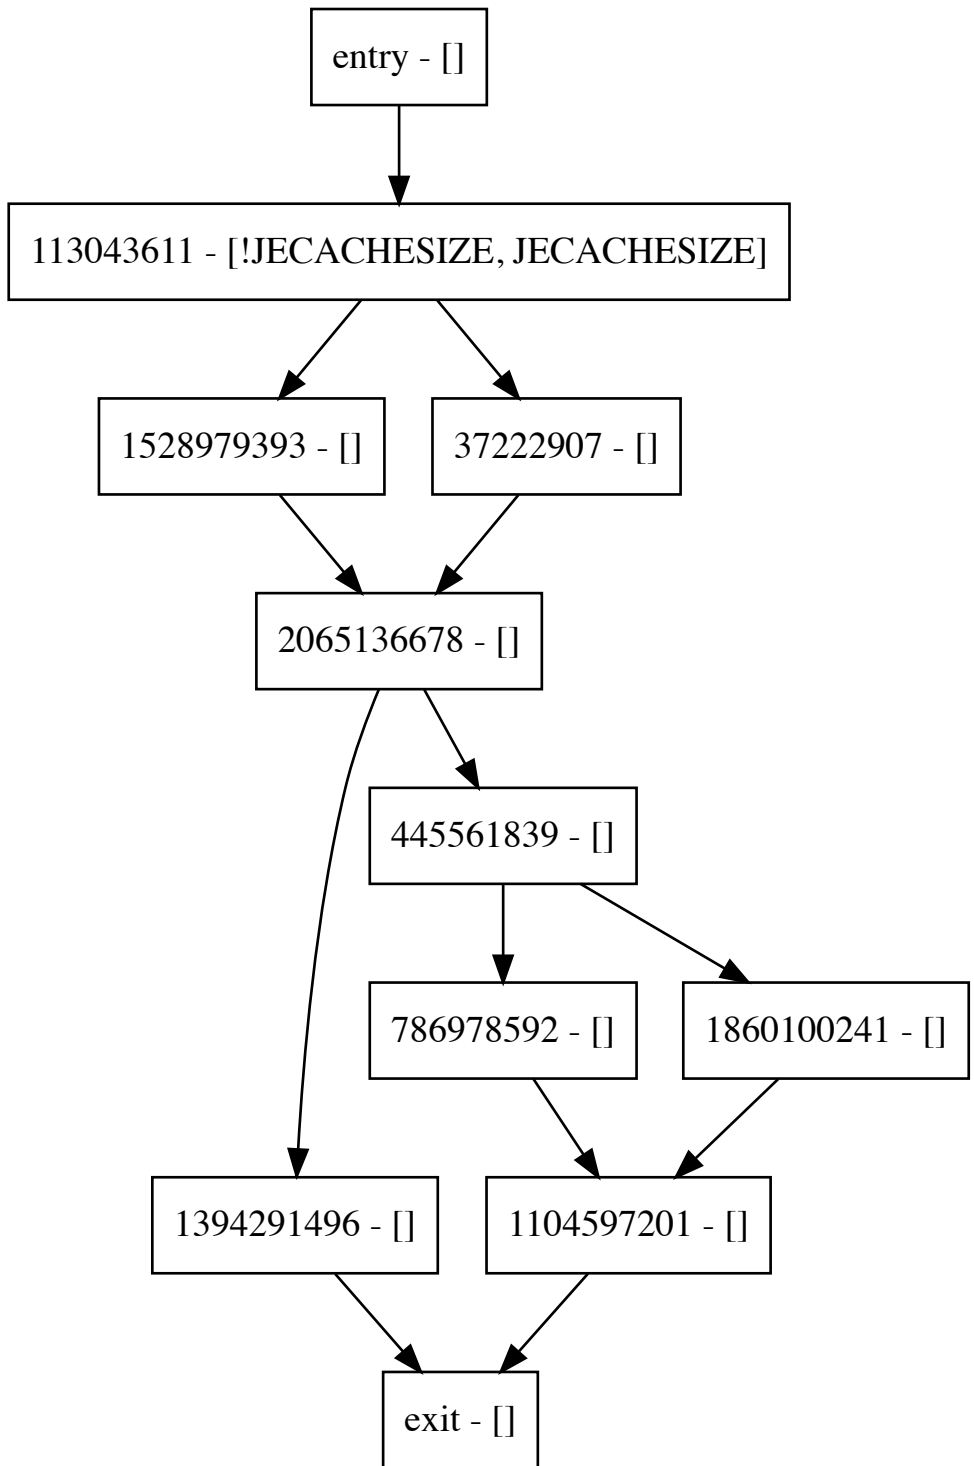 entry - []
113043611 - [!JECACHESIZE, JECACHESIZE]
1528979393 - []
37222907 - []
2065136678 - []
445561839 - []
786978592 - []
1860100241 - []
1394291496 - []
1104597201 - []
exit - []